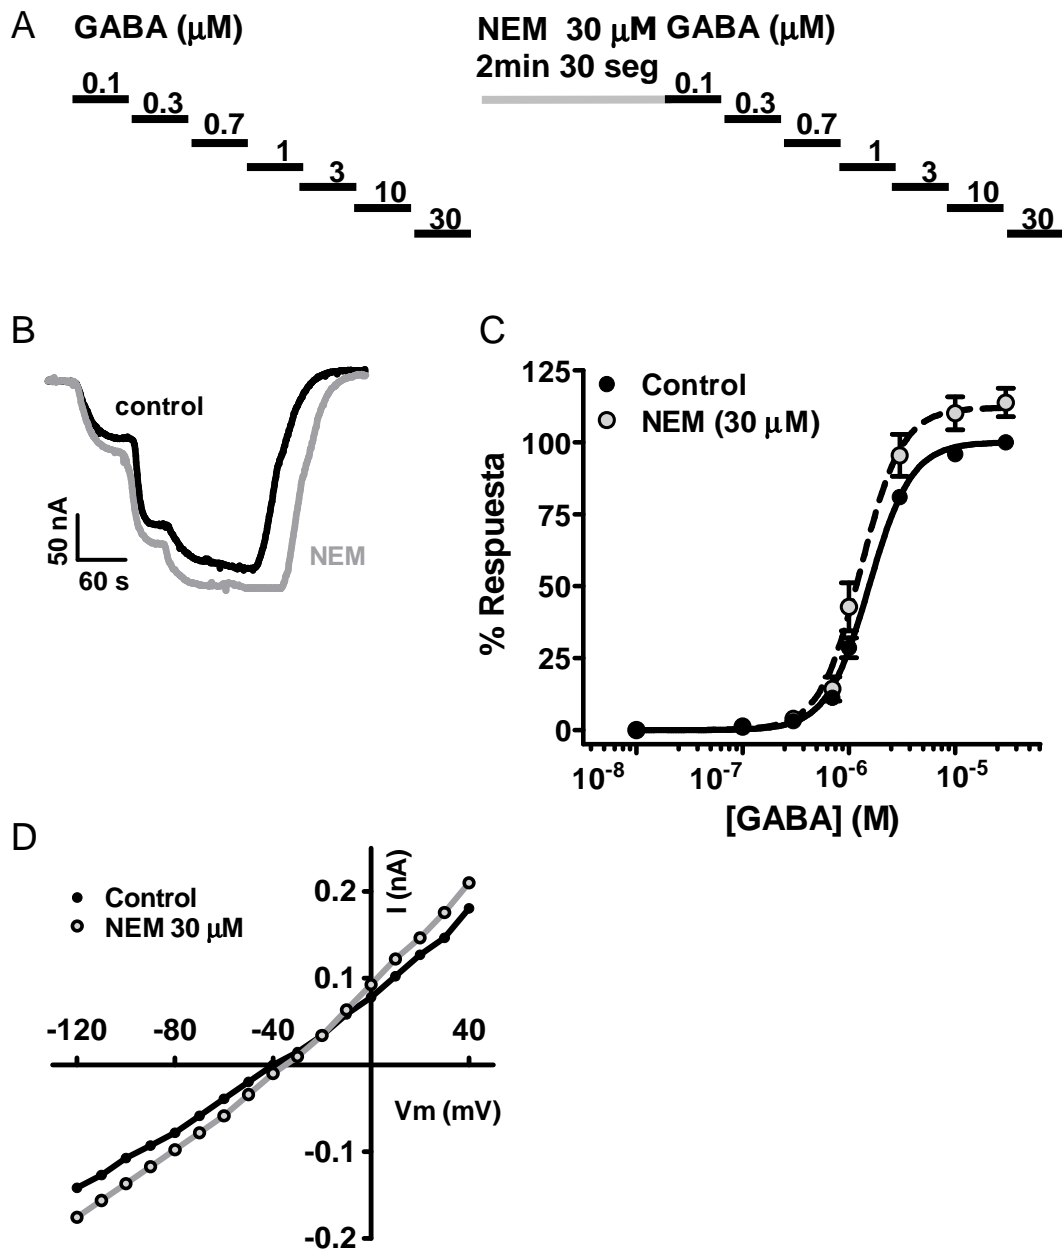 A
GABA (μM)
0.1
0.3
0.7
1
3
10
30
NEM 30 μM GABA (μM)
2min 30 seg
0.1
0.3
0.7
1
3
10
30
B
control
50 nA
60 s
NEM
C
125
100
75
50
25
0
% Respuesta
Control
NEM (30 μM)
10-8
10-7
10-6
10-5
[GABA] (M)
D
Control
NEM 30 μM
I (nA)
0.2
0.1
-120
-80
-40
40
Vm (mV)
-0.1
-0.2